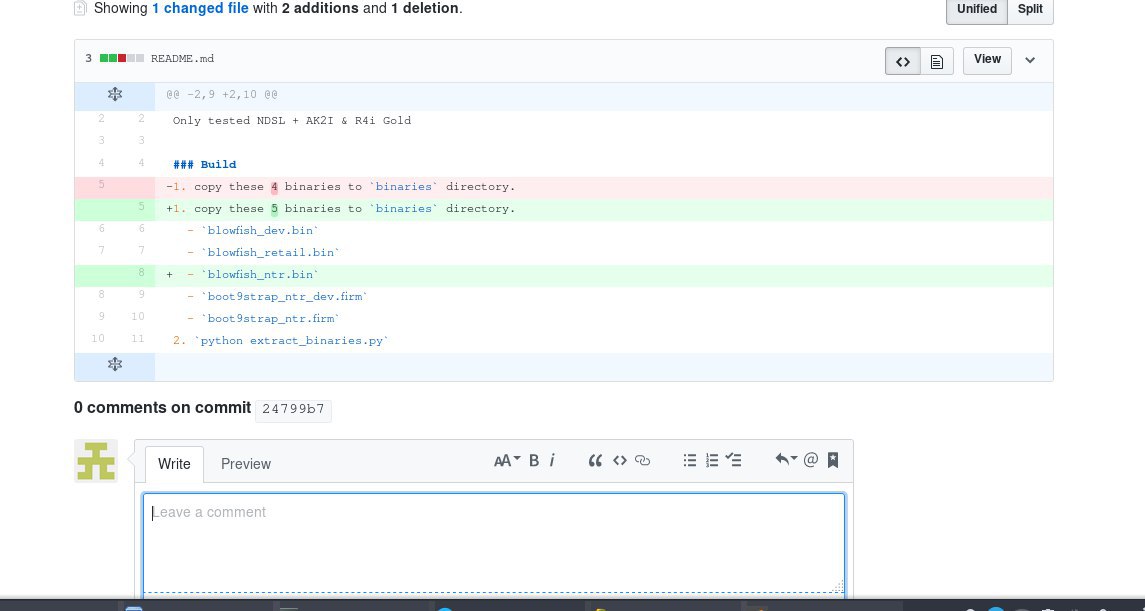 Showing 1 changed file with 2 additions and 1 deletion.
Unified Split
3 README.md
View
@@ -2,9 +2,10 @@
2 2 Only tested NDSL + AK2I & R4i Gold
3 3
4 4 ### Build
5 -1. copy these 4 binaries to `binaries` directory.
5 +1. copy these 5 binaries to `binaries` directory.
6 6 - `blowfish_dev.bin`
7 7 - `blowfish_retail.bin`
8 + - `blowfish_ntr.bin`
8 9 - `boot9strap_ntr_dev.firm`
9 10 - `boot9strap_ntr.firm`
10 11 2. `python extract_binaries.py`
0 comments on commit 24799b7
Write Preview
AA B i “ <> @
Leave a comment